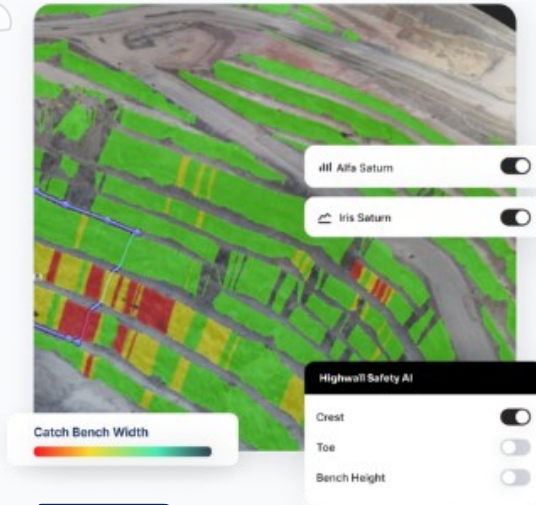 Alfa Saturn
Iris Saturn
Highwall Safety AI
Crest
Toe
Bench Height
Catch Bench Width